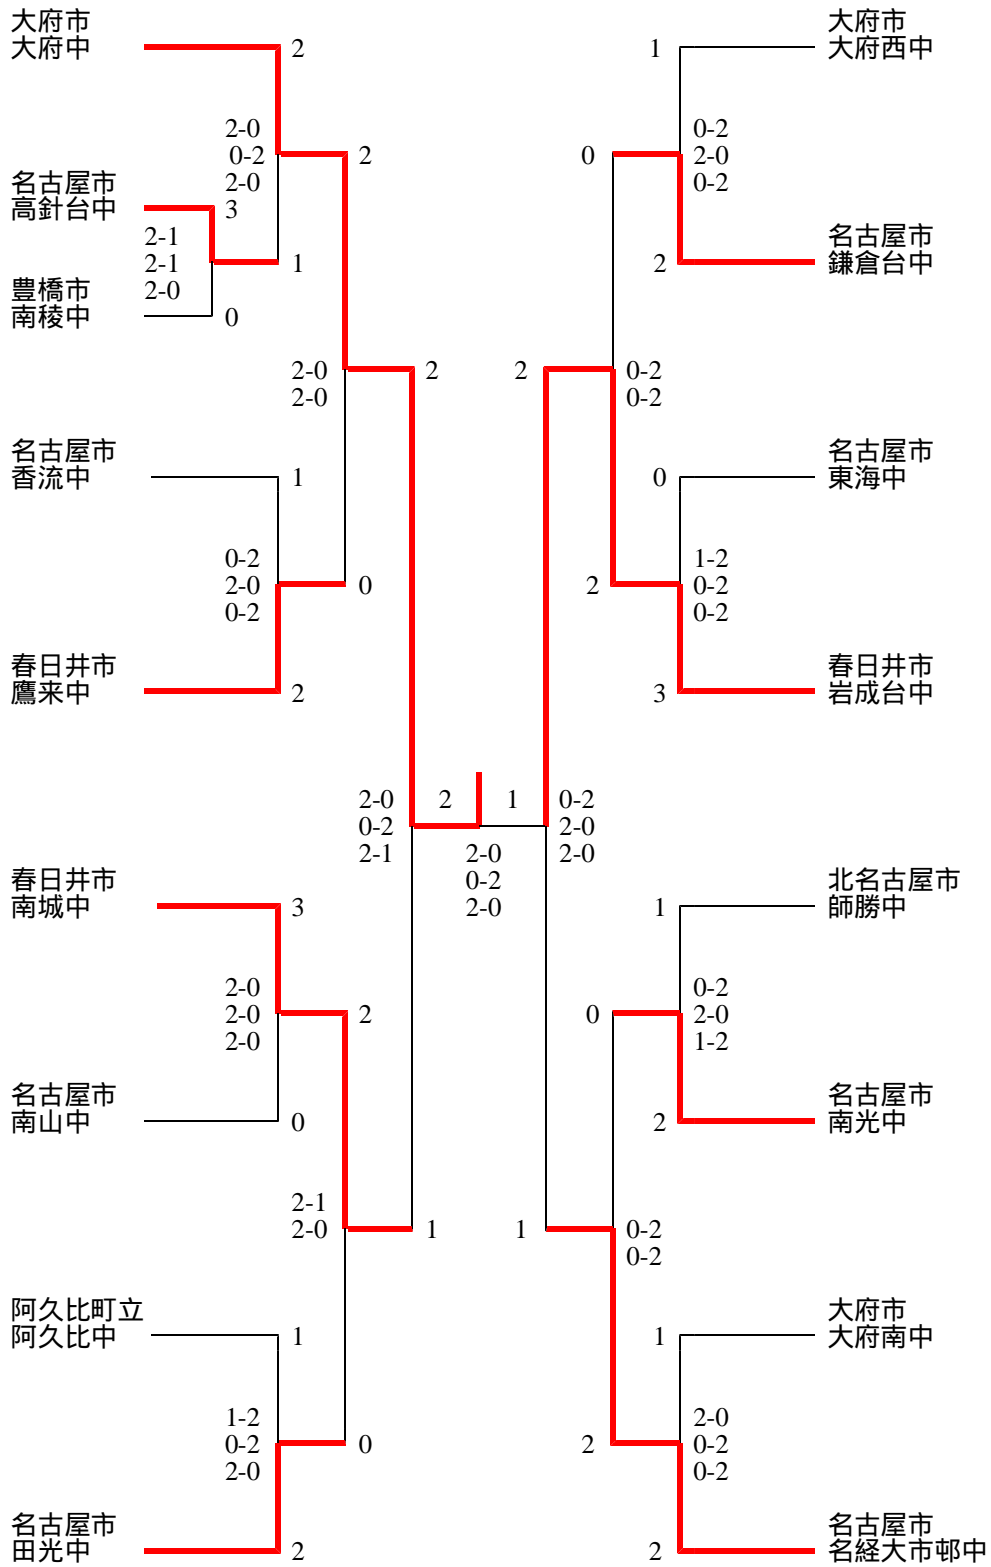 大府市
大府中
2
2-0
0-2
2-0
2
名古屋市
高針台中
3
2-1
2-1
2-0
1
豊橋市
南稜中
0
2-0
2-0
2
名古屋市
香流中
1
0-2
2-0
0-2
0
春日井市
鷹来中
2
2-0
0-2
2-1
2
春日井市
南城中
3
2-0
2-0
2-0
2
名古屋市
南山中
0
2-1
2-0
1
阿久比町立
阿久比中
1
1-2
0-2
2-0
0
名古屋市
田光中
2
2-0
0-2
2-0
1
大府市
大府西中
1
0-2
2-0
0-2
0
名古屋市
鎌倉台中
2
0-2
0-2
2
名古屋市
東海中
0
1-2
0-2
0-2
2
春日井市
岩成台中
3
0-2
2-0
2-0
北名古屋市
師勝中
1
0-2
2-0
1-2
0
名古屋市
南光中
2
0-2
0-2
1
大府市
大府南中
1
2-0
0-2
0-2
2
名古屋市
名経大市邨中
2